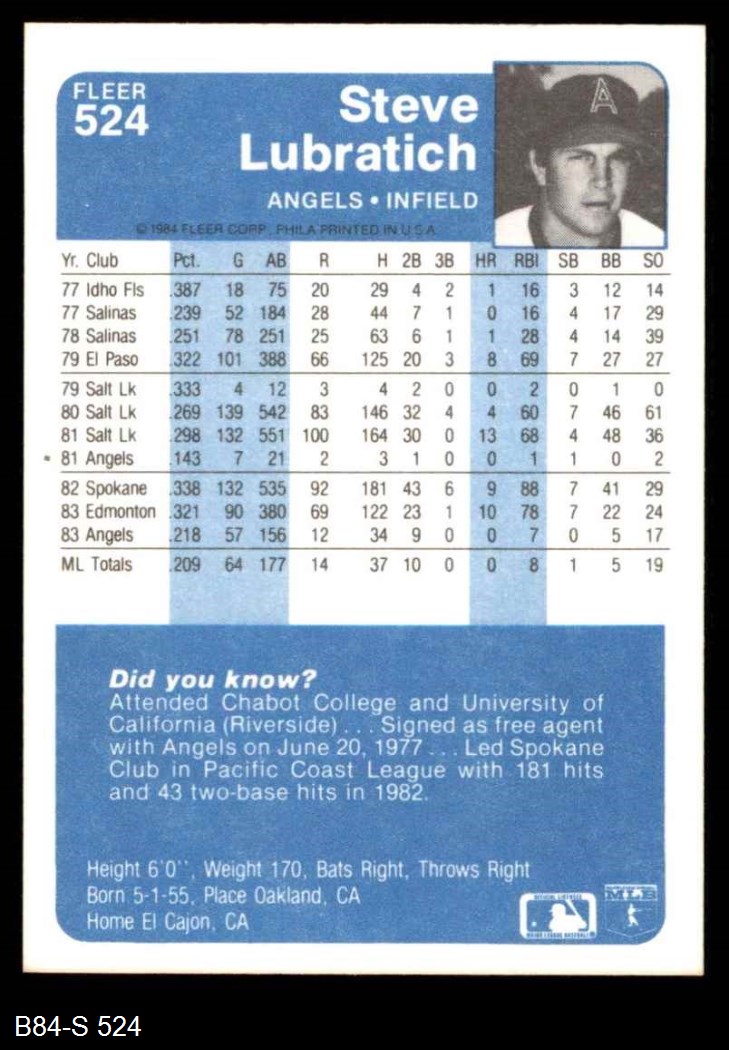 FLEER
524
Steve
Lubratich
ANGELS • INFIELD
© 1984 FLEER CORP. PHILA PRINTED IN U S A
Yr. Club Pct. G AB R H 2B 3B HR RBI SB BB SO
77 Idho Fls .387 18 75 20 29 4 2 1 16 3 12 14
77 Salinas .239 52 184 28 44 7 1 0 16 4 17 29
78 Salinas .251 78 251 25 63 6 1 1 28 4 14 39
79 El Paso .322 101 388 66 125 20 3 8 69 7 27 27
79 Salt Lk .333 4 12 3 4 2 0 0 2 0 1 0
80 Salt Lk .269 139 542 83 146 32 4 4 60 7 46 61
81 Salt Lk .298 132 551 100 164 30 0 13 68 4 48 36
81 Angels .143 7 21 2 3 1 0 0 1 1 0 2
82 Spokane .338 132 535 92 181 43 6 9 88 7 41 29
83 Edmonton .321 90 380 69 122 23 1 10 78 7 22 24
83 Angels .218 57 156 12 34 9 0 0 7 0 5 17
ML Totals .209 64 177 14 37 10 0 0 8 1 5 19
Did you know?
Attended Chabot College and University of
California (Riverside) . . . Signed as free agent
with Angels on June 20, 1977 . . . Led Spokane
Club in Pacific Coast League with 181 hits
and 43 two-base hits in 1982.
Height 6'0'', Weight 170, Bats Right, Throws Right
Born 5-1-55, Place Oakland, CA
Home El Cajon, CA
B84-S 524